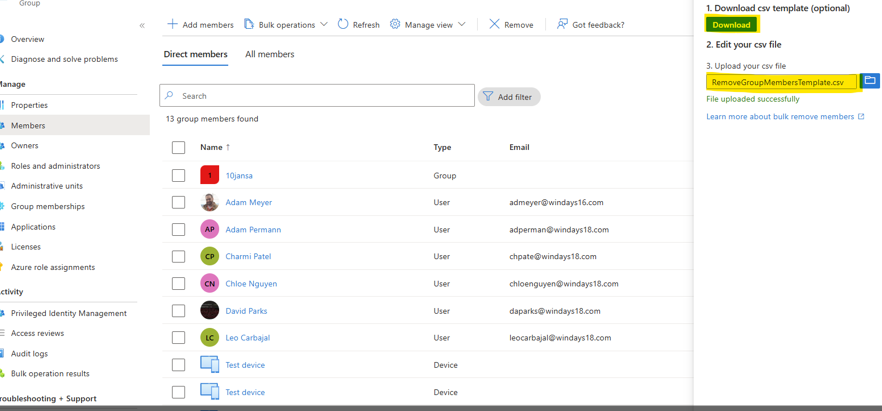 Group
«
Overview
Diagnose and solve problems
Manage
Properties
Members
Owners
Roles and administrators
Administrative units
Group memberships
Applications
Licenses
Azure role assignments
Activity
Privileged Identity Management
Access reviews
Audit logs
Bulk operation results
Troubleshooting + Support
+ Add members Bulk operations Refresh Manage view Remove Got feedback?
Direct members All members
Search Add filter
13 group members found
Name ↑ Type Email
1 10jansa Group
Adam Meyer User admeyer@windays16.com
AP Adam Permann User adperman@windays18.com
CP Charmi Patel User chpate@windays18.com
CN Chloe Nguyen User chloenguyen@windays18.com
David Parks User daparks@windays18.com
LC Leo Carbajal User leocarbajal@windays18.com
Test device Device
Test device Device
1. Download csv template (optional)
Download
2. Edit your csv file
3. Upload your csv file
RemoveGroupMembersTemplate.csv
File uploaded successfully
Learn more about bulk remove members